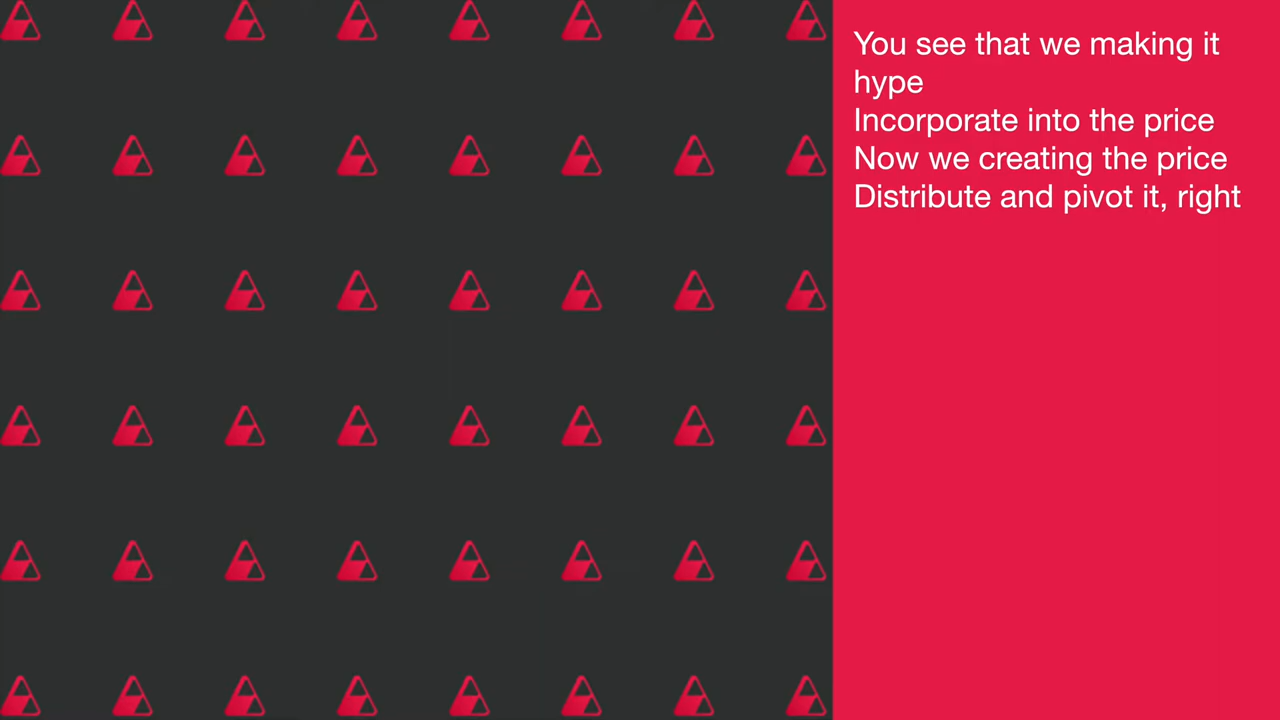 You see that we making it
hype
Incorporate into the price
Now we creating the price
Distribute and pivot it, right